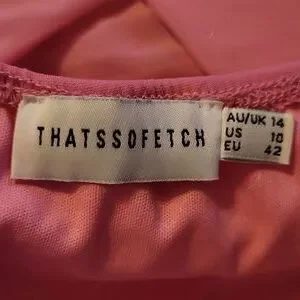 THATSSOFETCH
AU/UK 14
US 10
EU 42